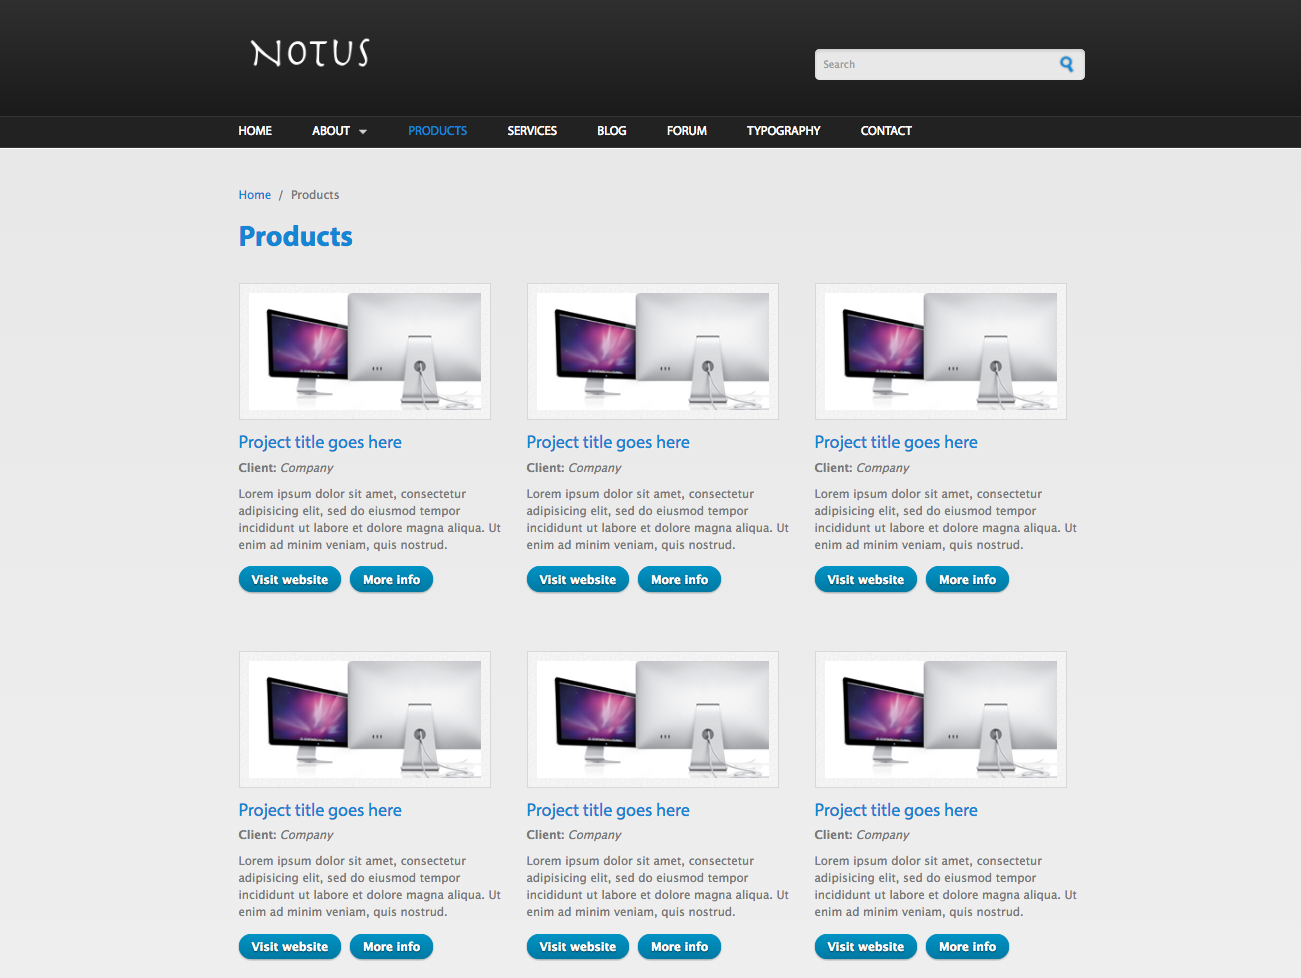 NOTUS
Search
HOME ABOUT PRODUCTS SERVICES BLOG FORUM TYPOGRAPHY CONTACT
Home / Products
Products
Project title goes here
Client: Company
Lorem ipsum dolor sit amet, consectetur
adipisicing elit, sed do eiusmod tempor
incididunt ut labore et dolore magna aliqua. Ut
enim ad minim veniam, quis nostrud.
Visit website More info
Project title goes here
Client: Company
Lorem ipsum dolor sit amet, consectetur
adipisicing elit, sed do eiusmod tempor
incididunt ut labore et dolore magna aliqua. Ut
enim ad minim veniam, quis nostrud.
Visit website More info
Project title goes here
Client: Company
Lorem ipsum dolor sit amet, consectetur
adipisicing elit, sed do eiusmod tempor
incididunt ut labore et dolore magna aliqua. Ut
enim ad minim veniam, quis nostrud.
Visit website More info
Project title goes here
Client: Company
Lorem ipsum dolor sit amet, consectetur
adipisicing elit, sed do eiusmod tempor
incididunt ut labore et dolore magna aliqua. Ut
enim ad minim veniam, quis nostrud.
Visit website More info
Project title goes here
Client: Company
Lorem ipsum dolor sit amet, consectetur
adipisicing elit, sed do eiusmod tempor
incididunt ut labore et dolore magna aliqua. Ut
enim ad minim veniam, quis nostrud.
Visit website More info
Project title goes here
Client: Company
Lorem ipsum dolor sit amet, consectetur
adipisicing elit, sed do eiusmod tempor
incididunt ut labore et dolore magna aliqua. Ut
enim ad minim veniam, quis nostrud.
Visit website More info